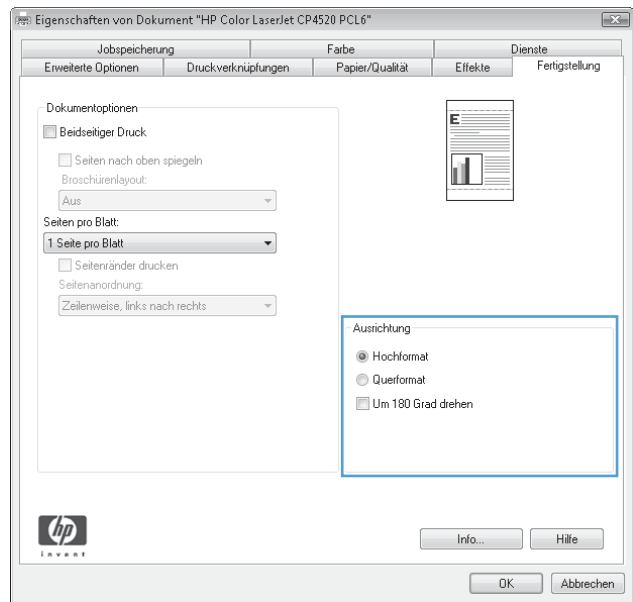 Eigenschaften von Dokument "HP Color LaserJet CP4520 PCL6"
Jobspeicherung Farbe Dienste
Erweiterte Optionen Druckverknüpfungen Papier/Qualität Effekte Fertigstellung
Dokumentoptionen
Beidseitiger Druck
Seiten nach oben spiegeln
Broschürenlayout:
Aus
Seiten pro Blatt:
1 Seite pro Blatt
Seitenränder drucken
Seitenanordnung:
Zeilenweise, links nach rechts
E
Ausrichtung
Hochformat
Querformat
Um 180 Grad drehen
hp
invent
Info... Hilfe
OK Abbrechen